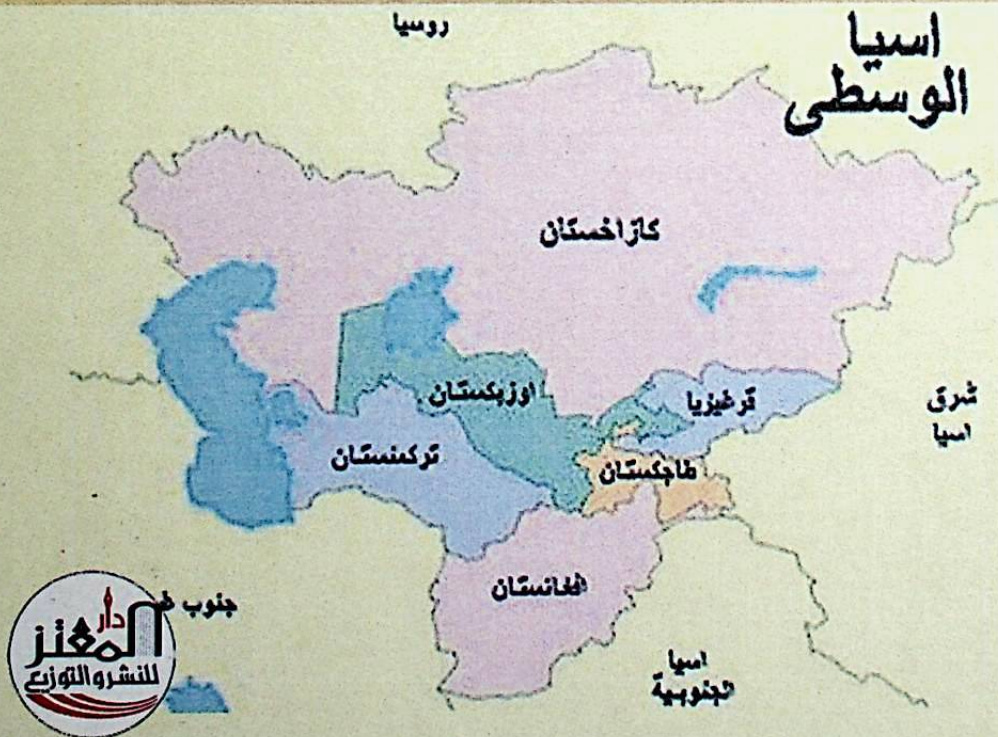 اسيا
الوسطى
روسيا
كازاخستان
اوزبكستان
قرغيزيا
شرق
اسيا
تركمنستان
طاجكستان
افغانستان
جنوب
اسيا
الجنوبية
دار
المعتز
للنشر والتوزيع